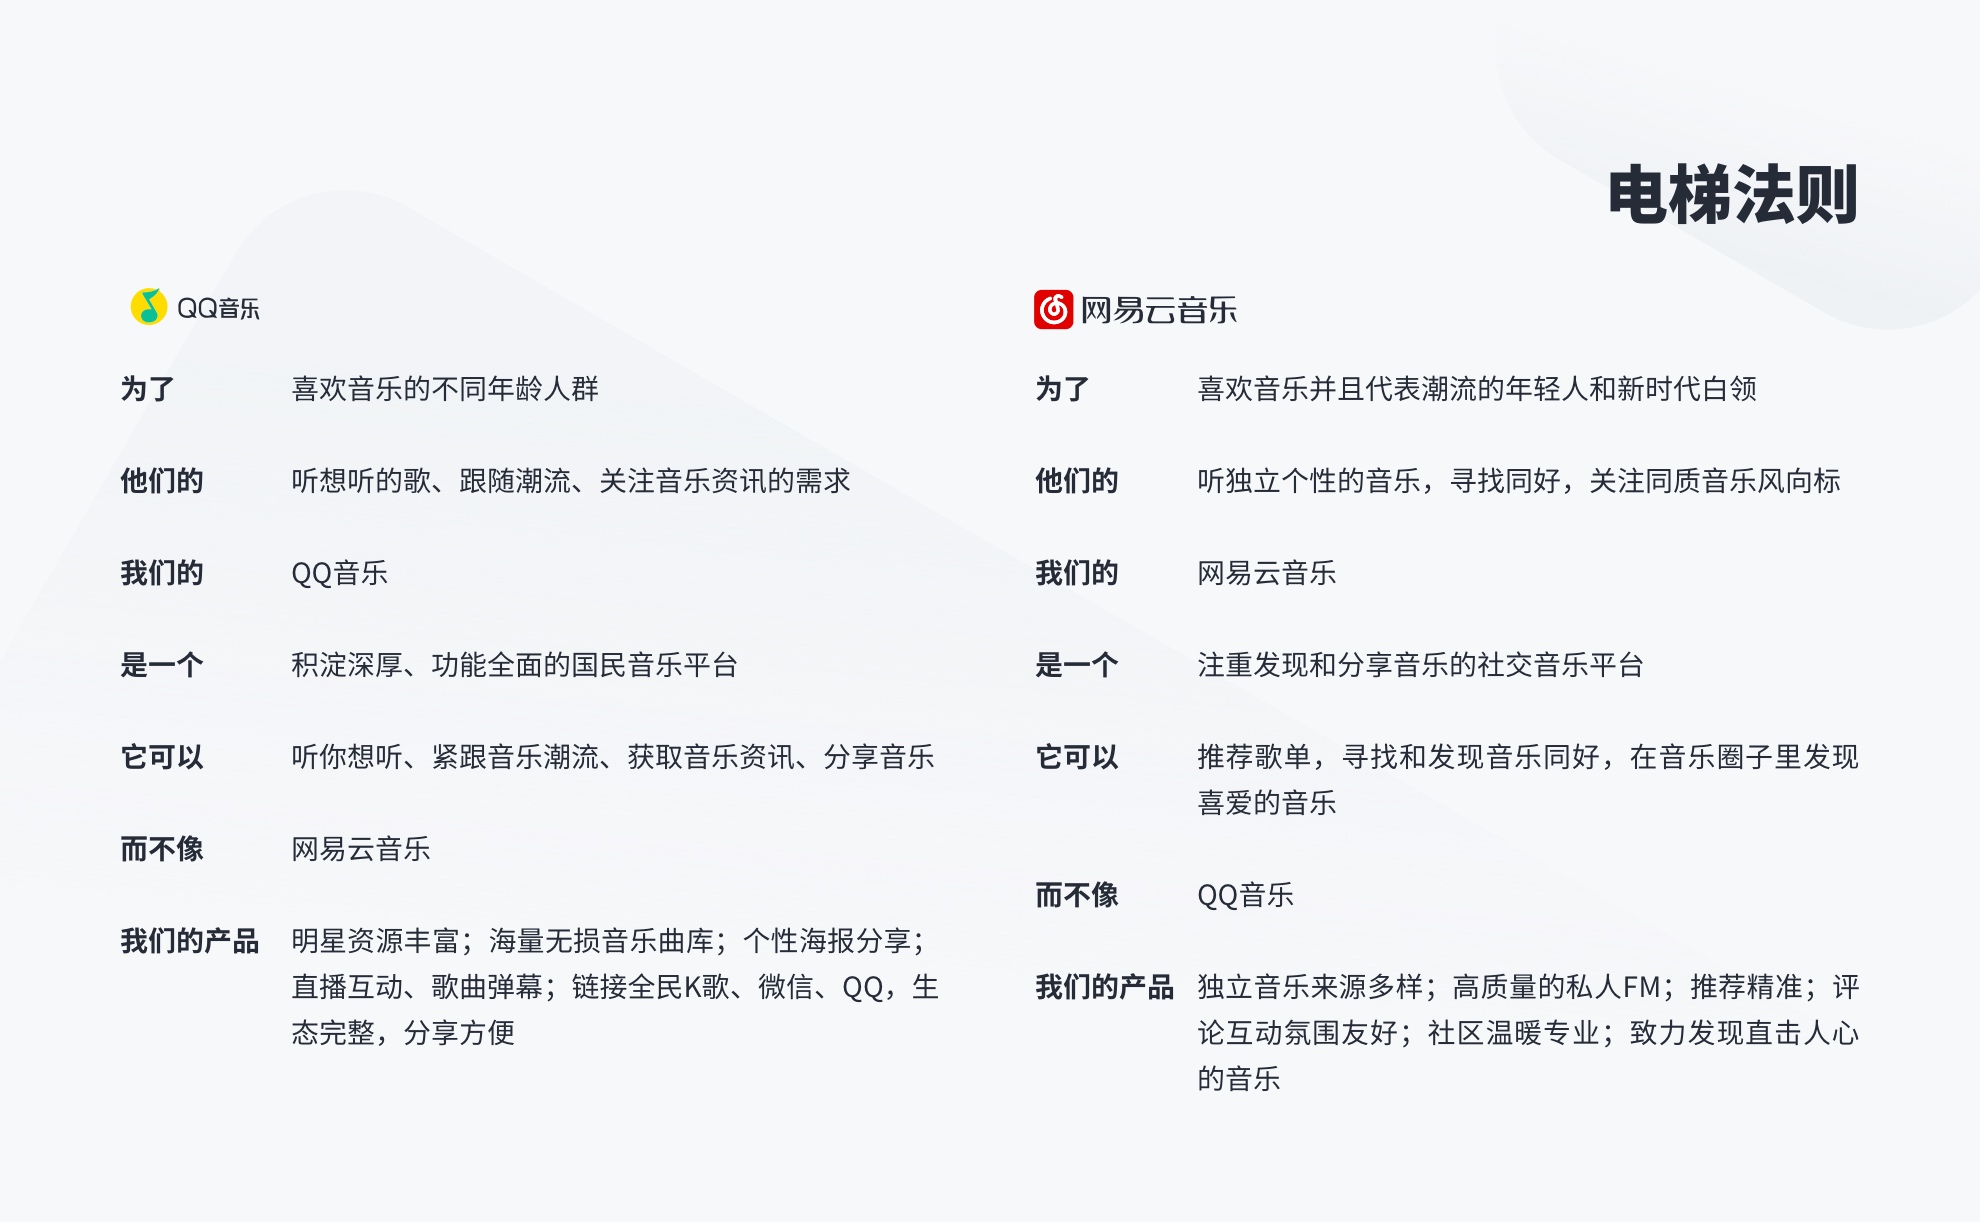 电梯法则
QQ音乐
为了 喜欢音乐的不同年龄人群
他们的 听想听的歌、跟随潮流、关注音乐资讯的需求
我们的 QQ音乐
是一个 积淀深厚、功能全面的国民音乐平台
它可以 听你想听、紧跟音乐潮流、获取音乐资讯、分享音乐
而不像 网易云音乐
我们的产品 明星资源丰富；海量无损音乐曲库；个性海报分享；
直播互动、歌曲弹幕；链接全民K歌、微信、QQ，生
态完整，分享方便
网易云音乐
为了 喜欢音乐并且代表潮流的年轻人和新时代白领
他们的 听独立个性的音乐，寻找同好，关注同质音乐风向标
我们的 网易云音乐
是一个 注重发现和分享音乐的社交音乐平台
它可以 推荐歌单，寻找和发现音乐同好，在音乐圈子里发现
喜爱的音乐
而不像 QQ音乐
我们的产品 独立音乐来源多样；高质量的私人FM；推荐精准；评
论互动氛围友好；社区温暖专业；致力发现直击人心
的音乐